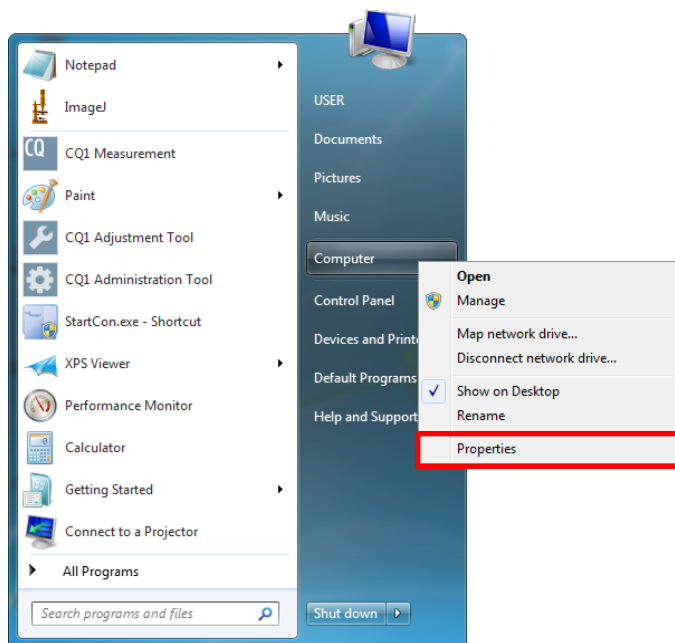 Notepad
ImageJ
CQ
CQ1 Measurement
Paint
CQ1 Adjustment Tool
CQ1 Administration Tool
StartCon.exe - Shortcut
XPS Viewer
Performance Monitor
Calculator
Getting Started
Connect to a Projector
All Programs
Search programs and files
USER
Documents
Pictures
Music
Computer
Control Panel
Devices and Print
Default Programs
Help and Support
Shut down
Open
Manage
Map network drive...
Disconnect network drive...
Show on Desktop
Rename
Properties